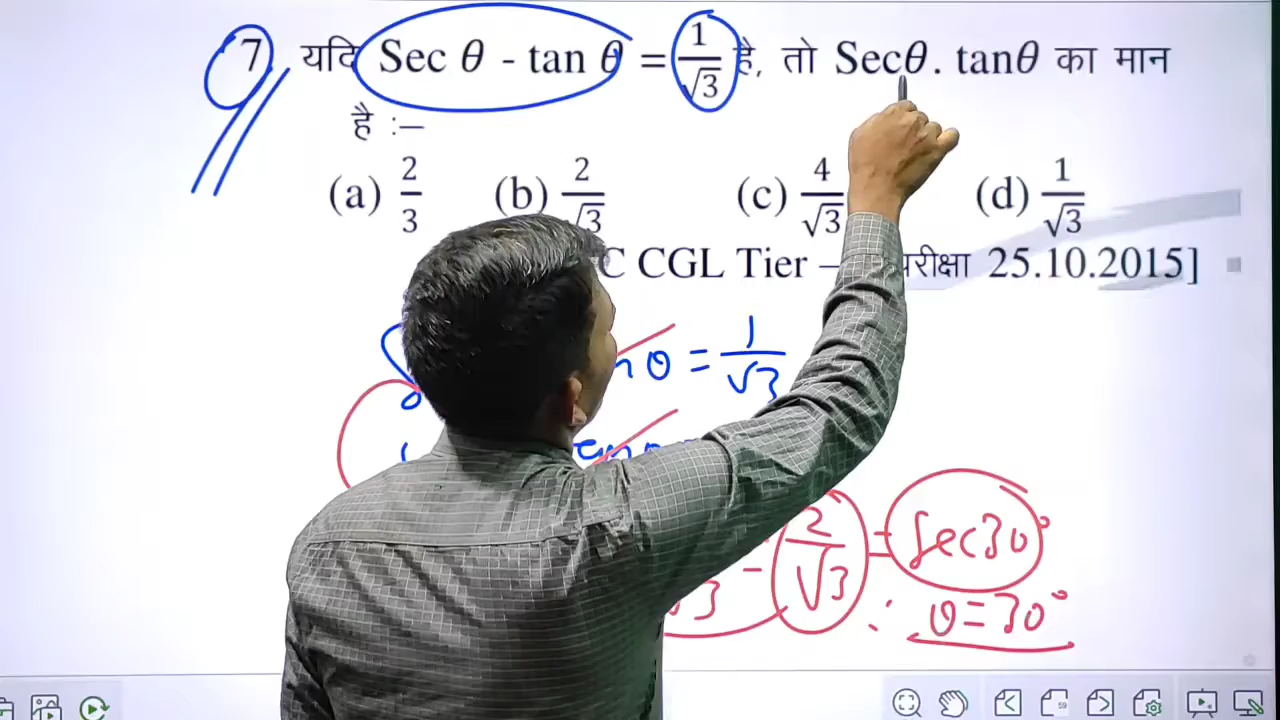 7 यदि Sec θ - tan θ = 1/√3 है, तो Secθ. tanθ का मान
है :–
(a) 2/3 (b) 2/√3 (c) 4/√3 (d) 1/√3
CGL Tier – परीक्षा 25.10.2015]
θ = 1/√3
2/√3 = Sec30°
∴ θ = 30°